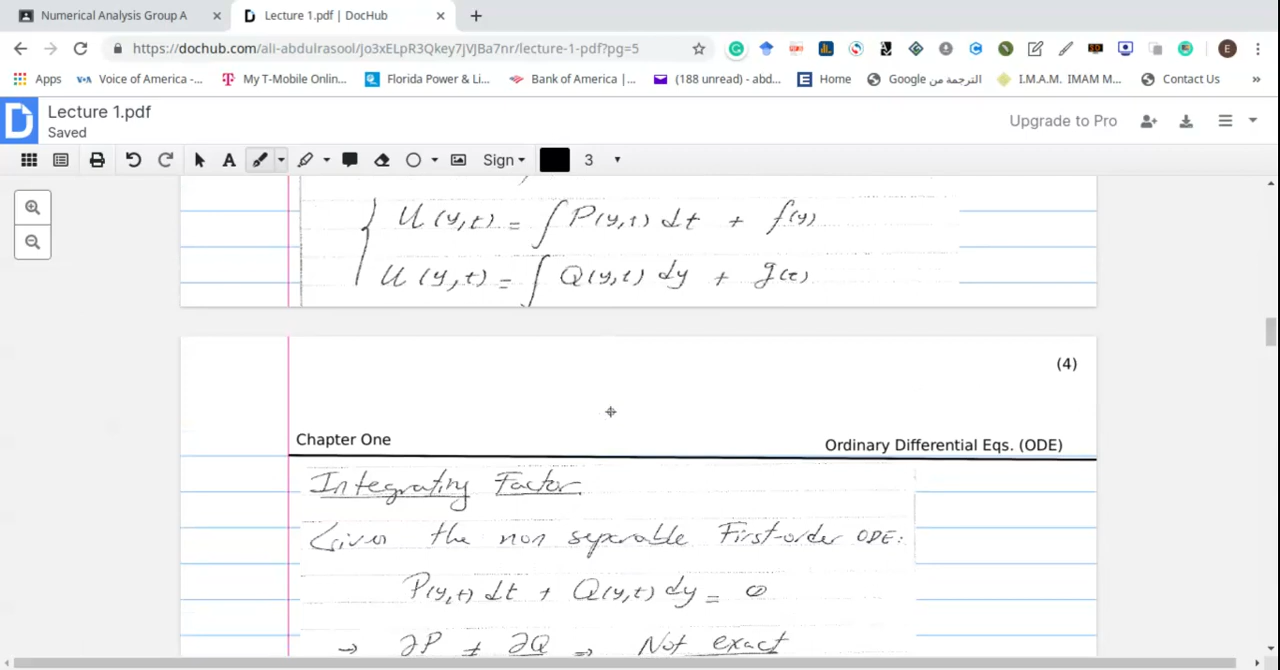 Numerical Analysis Group A
Lecture 1.pdf | DocHub
https://dochub.com/ali-abdulrasool/jo3xELpR3Qkey7jVJBa7nr/lecture-1-pdf?pg=5
E
Apps
VOA Voice of America -...
My T-Mobile Onlin...
Florida Power & Li...
Bank of America |...
(188 unread) - abd...
Home
Google الترجمة من
I.M.A.M. IMAM M...
Contact Us
»
Lecture 1.pdf
Saved
Upgrade to Pro
A
Sign
3
U(y,t) = ∫ P(y,t) dt + f(y)
U(y,t) = ∫ Q(y,t) dy + g(t)
(4)
Chapter One
Ordinary Differential Eqs. (ODE)
Integrating Factor
Given the non seperable First-order ODE:
P(y,t) dt + Q(y,t) dy = 0
→ ∂P ≠ ∂Q ⇒ Not exact